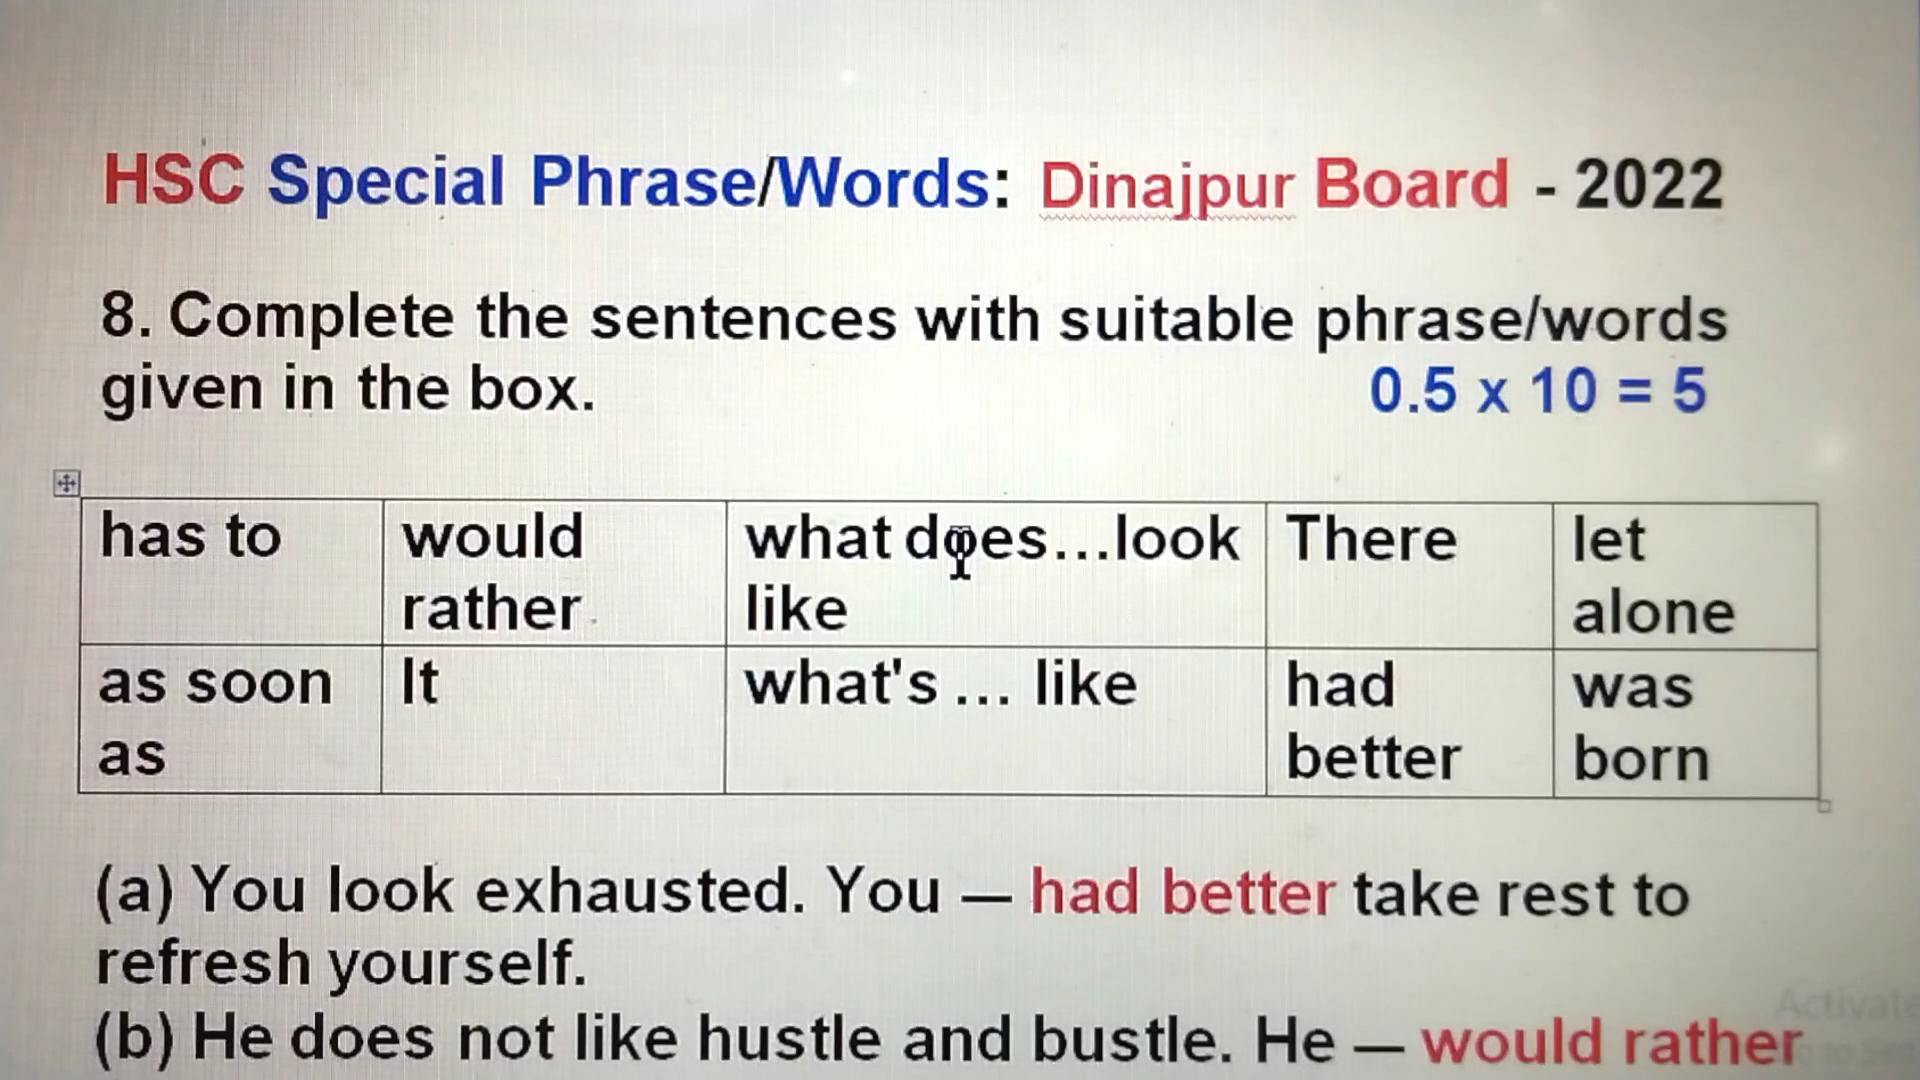 HSC Special Phrase/Words: Dinajpur Board - 2022
8. Complete the sentences with suitable phrase/words
given in the box. 0.5 x 10 = 5
has to would rather what does...look like There let alone
as soon as It what's ... like had better was born
(a) You look exhausted. You — had better take rest to
refresh yourself.
(b) He does not like hustle and bustle. He — would rather
Activate